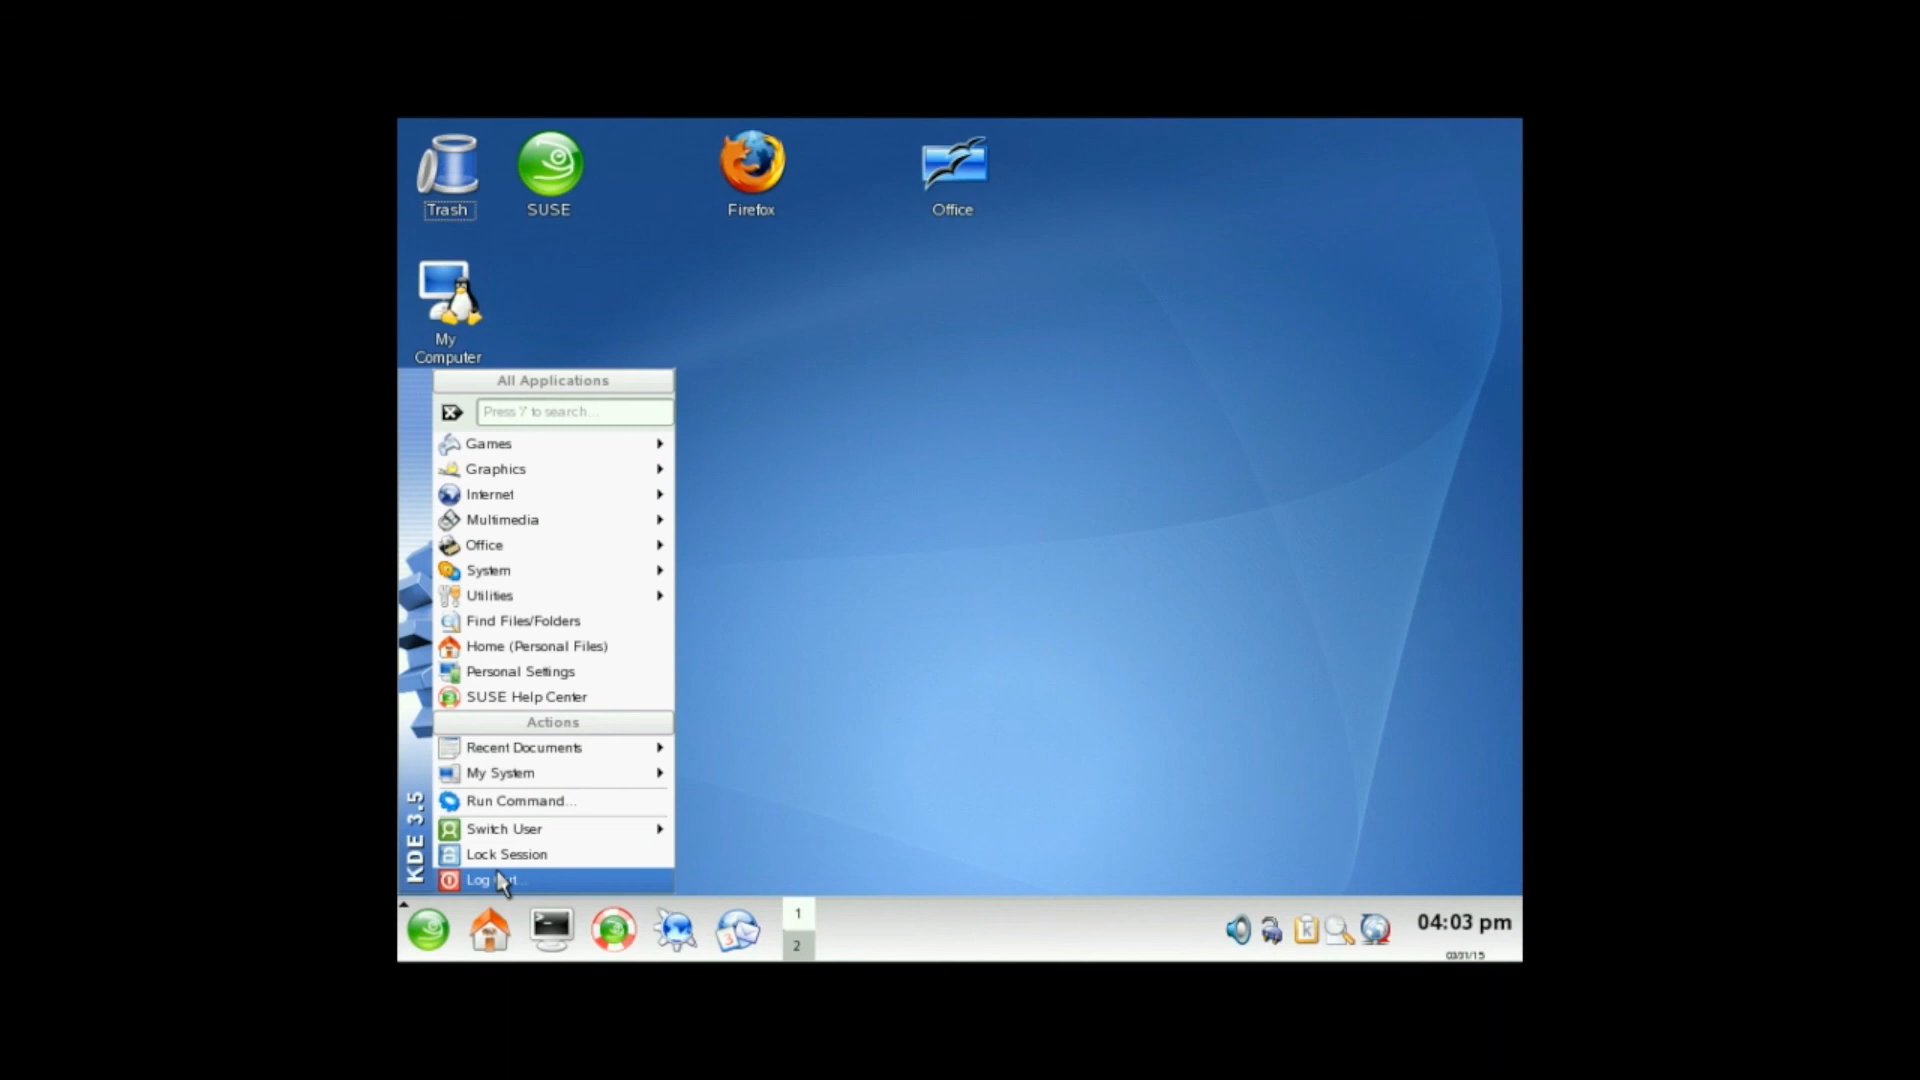 Trash
SUSE
Firefox
Office
My
Computer
All Applications
Press '/' to search...
Games
Graphics
Internet
Multimedia
Office
System
Utilities
Find Files/Folders
Home (Personal Files)
Personal Settings
SUSE Help Center
Actions
Recent Documents
My System
Run Command...
Switch User
Lock Session
Log
KDE 3.5
1
2
04:03 pm